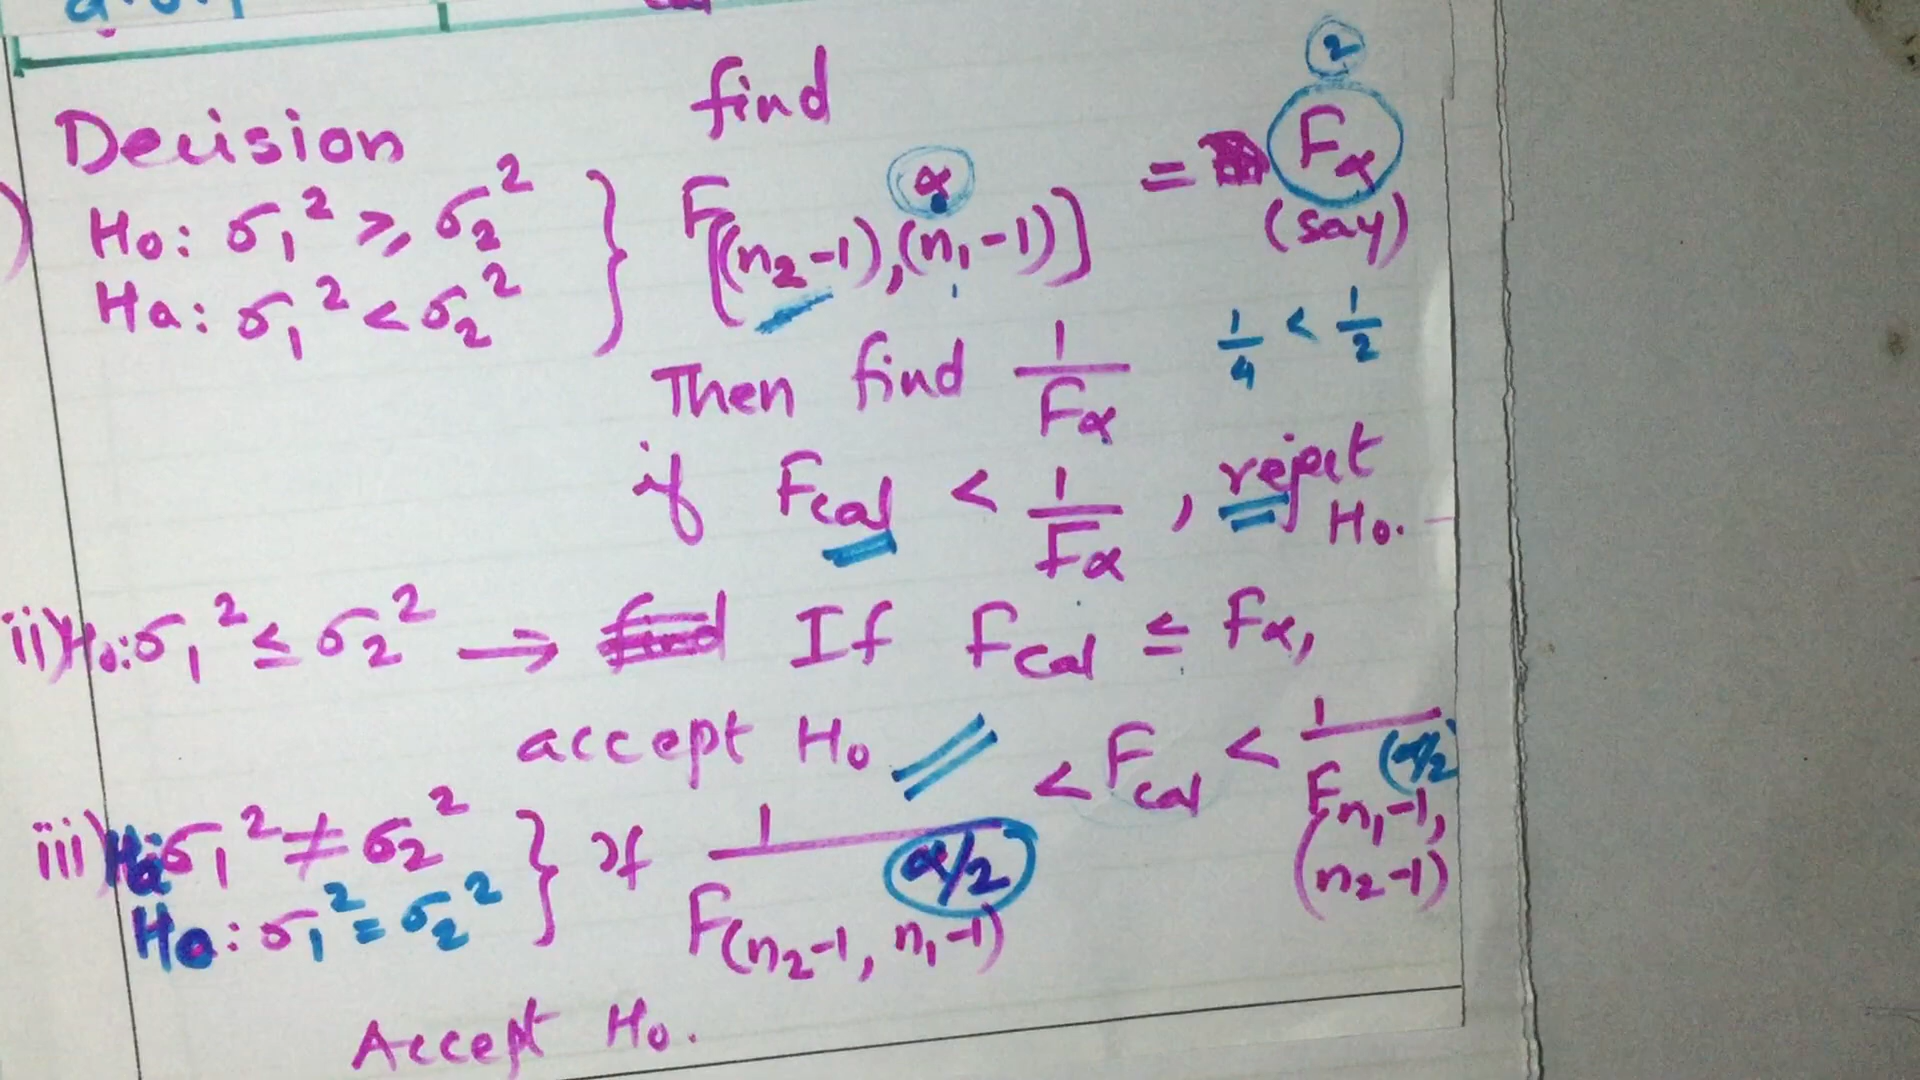 Decision find
2
H₀: σ₁² ≥ σ₂² } F[(n₂-1),(n₁-1)] α = Fα (say)
Ha: σ₁² < σ₂²
Then find 1/Fα 1/4 < 1/2
if Fcal < 1/Fα , reject H₀.
ii) H₀: σ₁² ≤ σ₂² → If Fcal ≤ Fα,
accept H₀
iii) Ha: σ₁² ≠ σ₂² } If 1/F(n₂-1, n₁-1) (α/2) < Fcal < 1/F n₁-1, (n₂-1) (α/2)
H₀: σ₁² = σ₂²
Accept H₀.